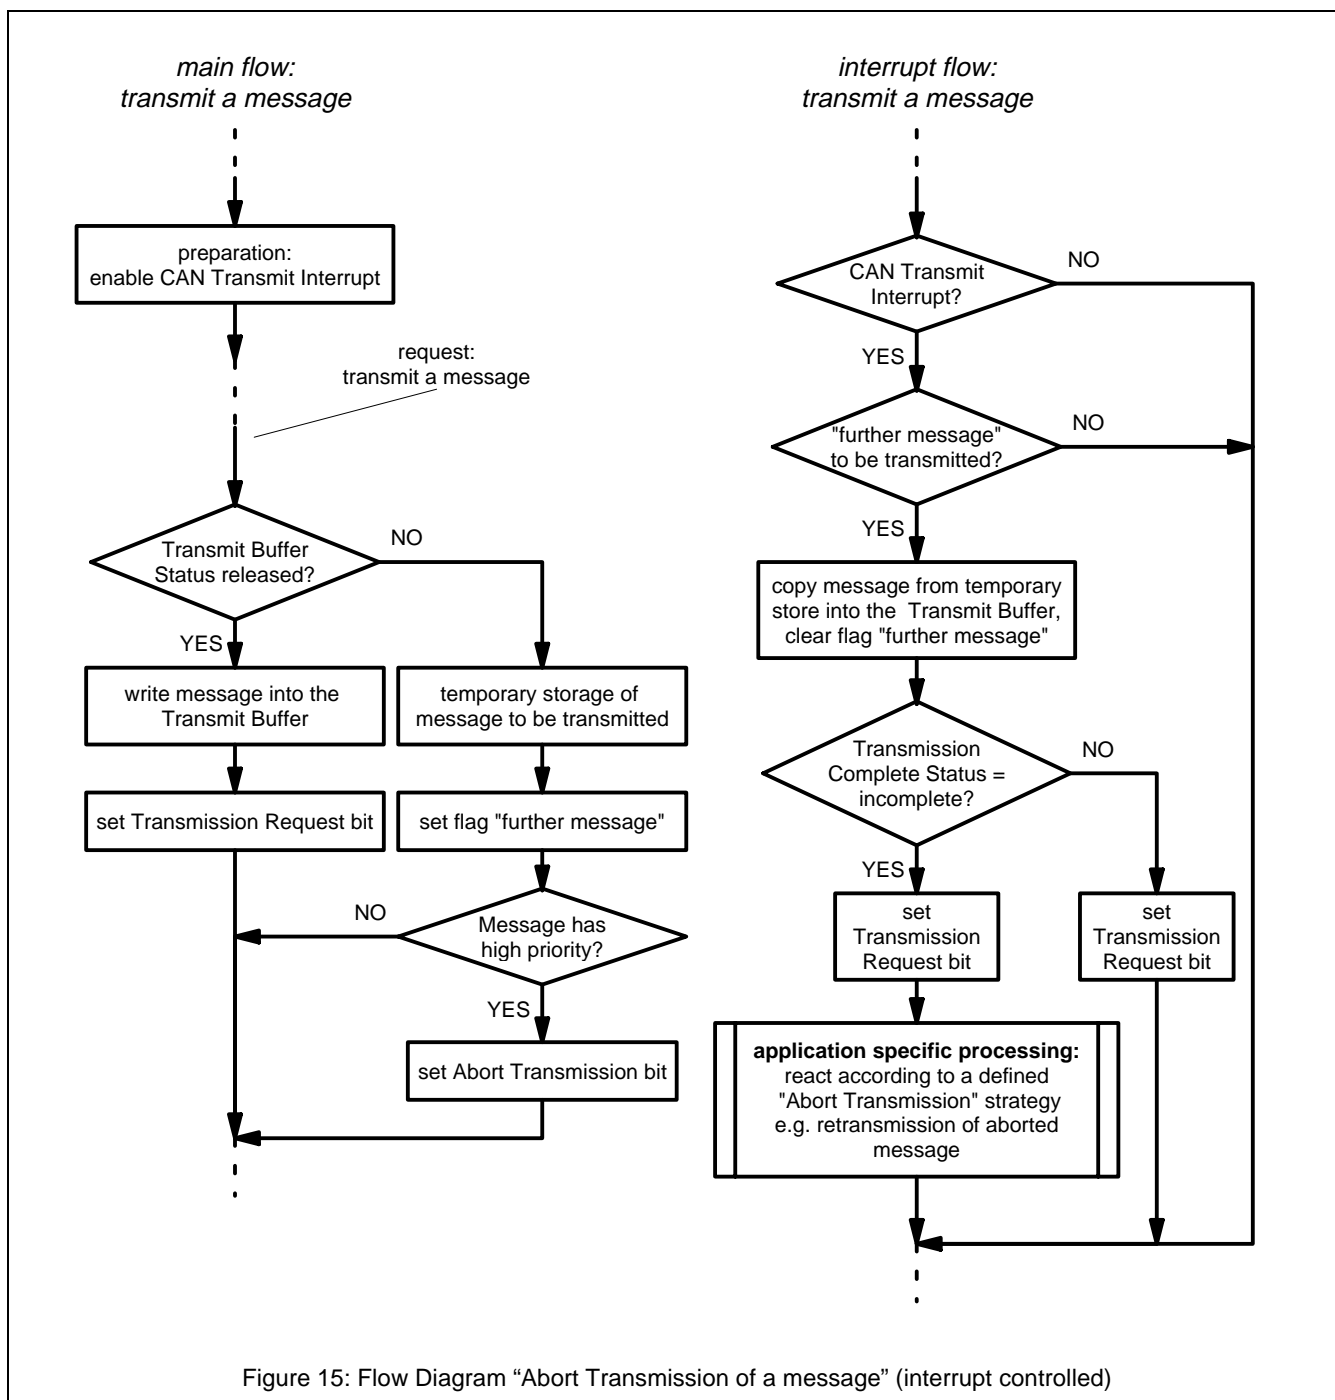 main flow:
transmit a message
preparation:
enable CAN Transmit Interrupt
request:
transmit a message
Transmit Buffer
Status released?
NO
YES
write message into the
Transmit Buffer
temporary storage of
message to be transmitted
set Transmission Request bit
set flag "further message"
NO
Message has
high priority?
YES
set Abort Transmission bit
interrupt flow:
transmit a message
CAN Transmit
Interrupt?
NO
YES
"further message"
to be transmitted?
NO
YES
copy message from temporary
store into the Transmit Buffer,
clear flag "further message"
Transmission
Complete Status =
incomplete?
NO
YES
set
Transmission
Request bit
set
Transmission
Request bit
application specific processing:
react according to a defined
"Abort Transmission" strategy
e.g. retransmission of aborted
message
Figure 15: Flow Diagram “Abort Transmission of a message” (interrupt controlled)